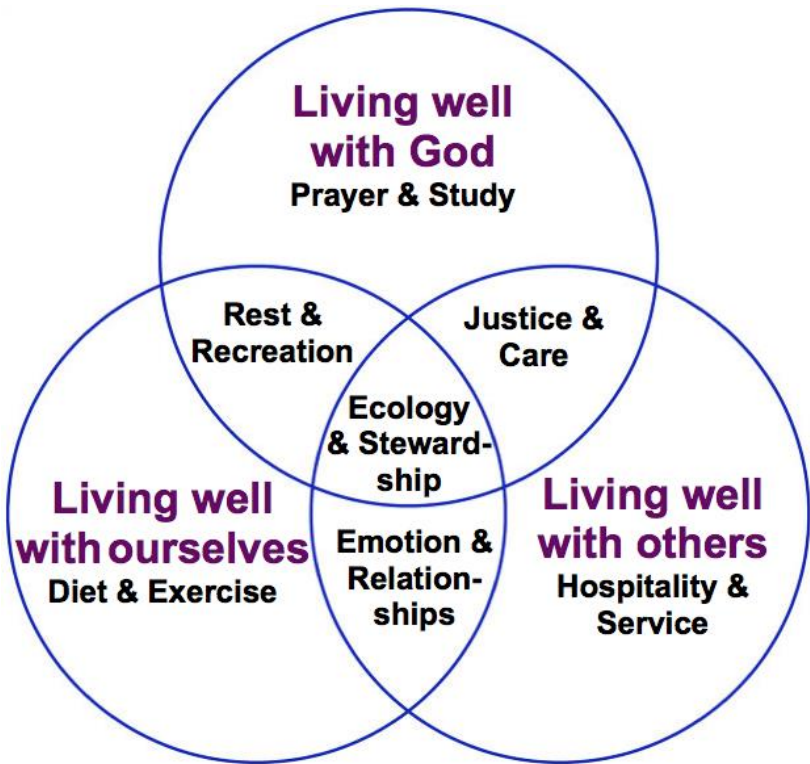 Living well
with God
Prayer & Study
Rest &
Recreation
Justice &
Care
Ecology
& Steward-
ship
Living well
with ourselves
Diet & Exercise
Emotion &
Relation-
ships
Living well
with others
Hospitality &
Service